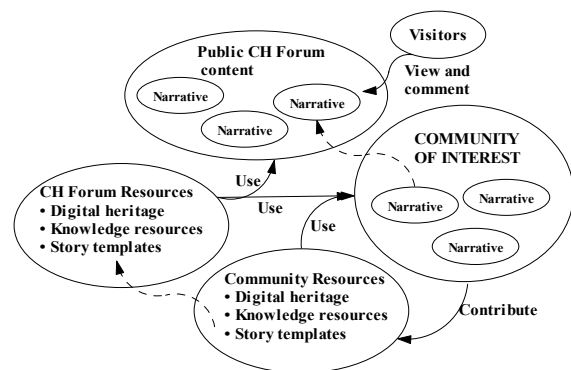 Public CH Forum
content
Narrative
Narrative
Narrative
Visitors
View and
comment
COMMUNITY
OF INTEREST
Narrative
Narrative
Narrative
CH Forum Resources
• Digital heritage
• Knowledge resources
• Story templates
Use
Use
Use
Community Resources
• Digital heritage
• Knowledge resources
• Story templates
Contribute